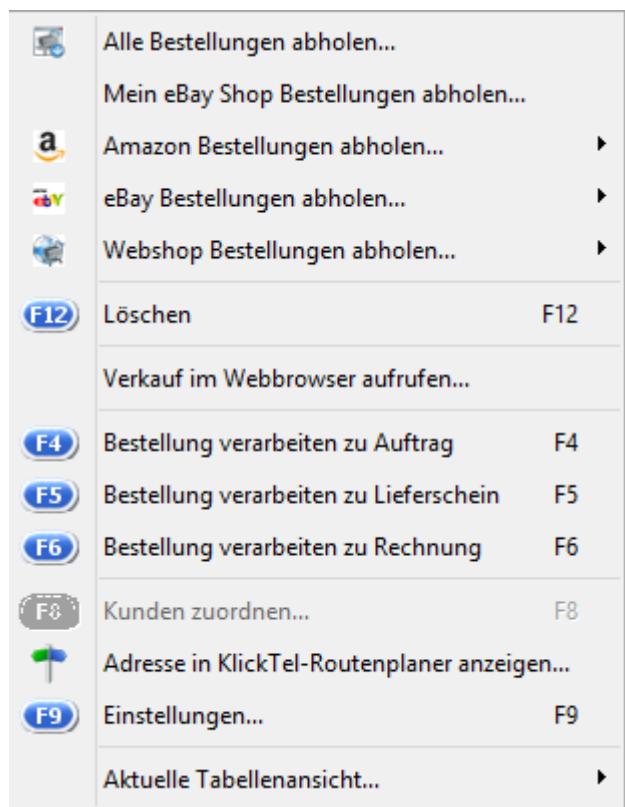 Alle Bestellungen abholen...
Mein eBay Shop Bestellungen abholen...
a Amazon Bestellungen abholen...
ebY eBay Bestellungen abholen...
Webshop Bestellungen abholen...
F12 Löschen F12
Verkauf im Webbrowser aufrufen...
F4 Bestellung verarbeiten zu Auftrag F4
F5 Bestellung verarbeiten zu Lieferschein F5
F6 Bestellung verarbeiten zu Rechnung F6
F8 Kunden zuordnen... F8
Adresse in KlickTel-Routenplaner anzeigen...
F9 Einstellungen... F9
Aktuelle Tabellenansicht...